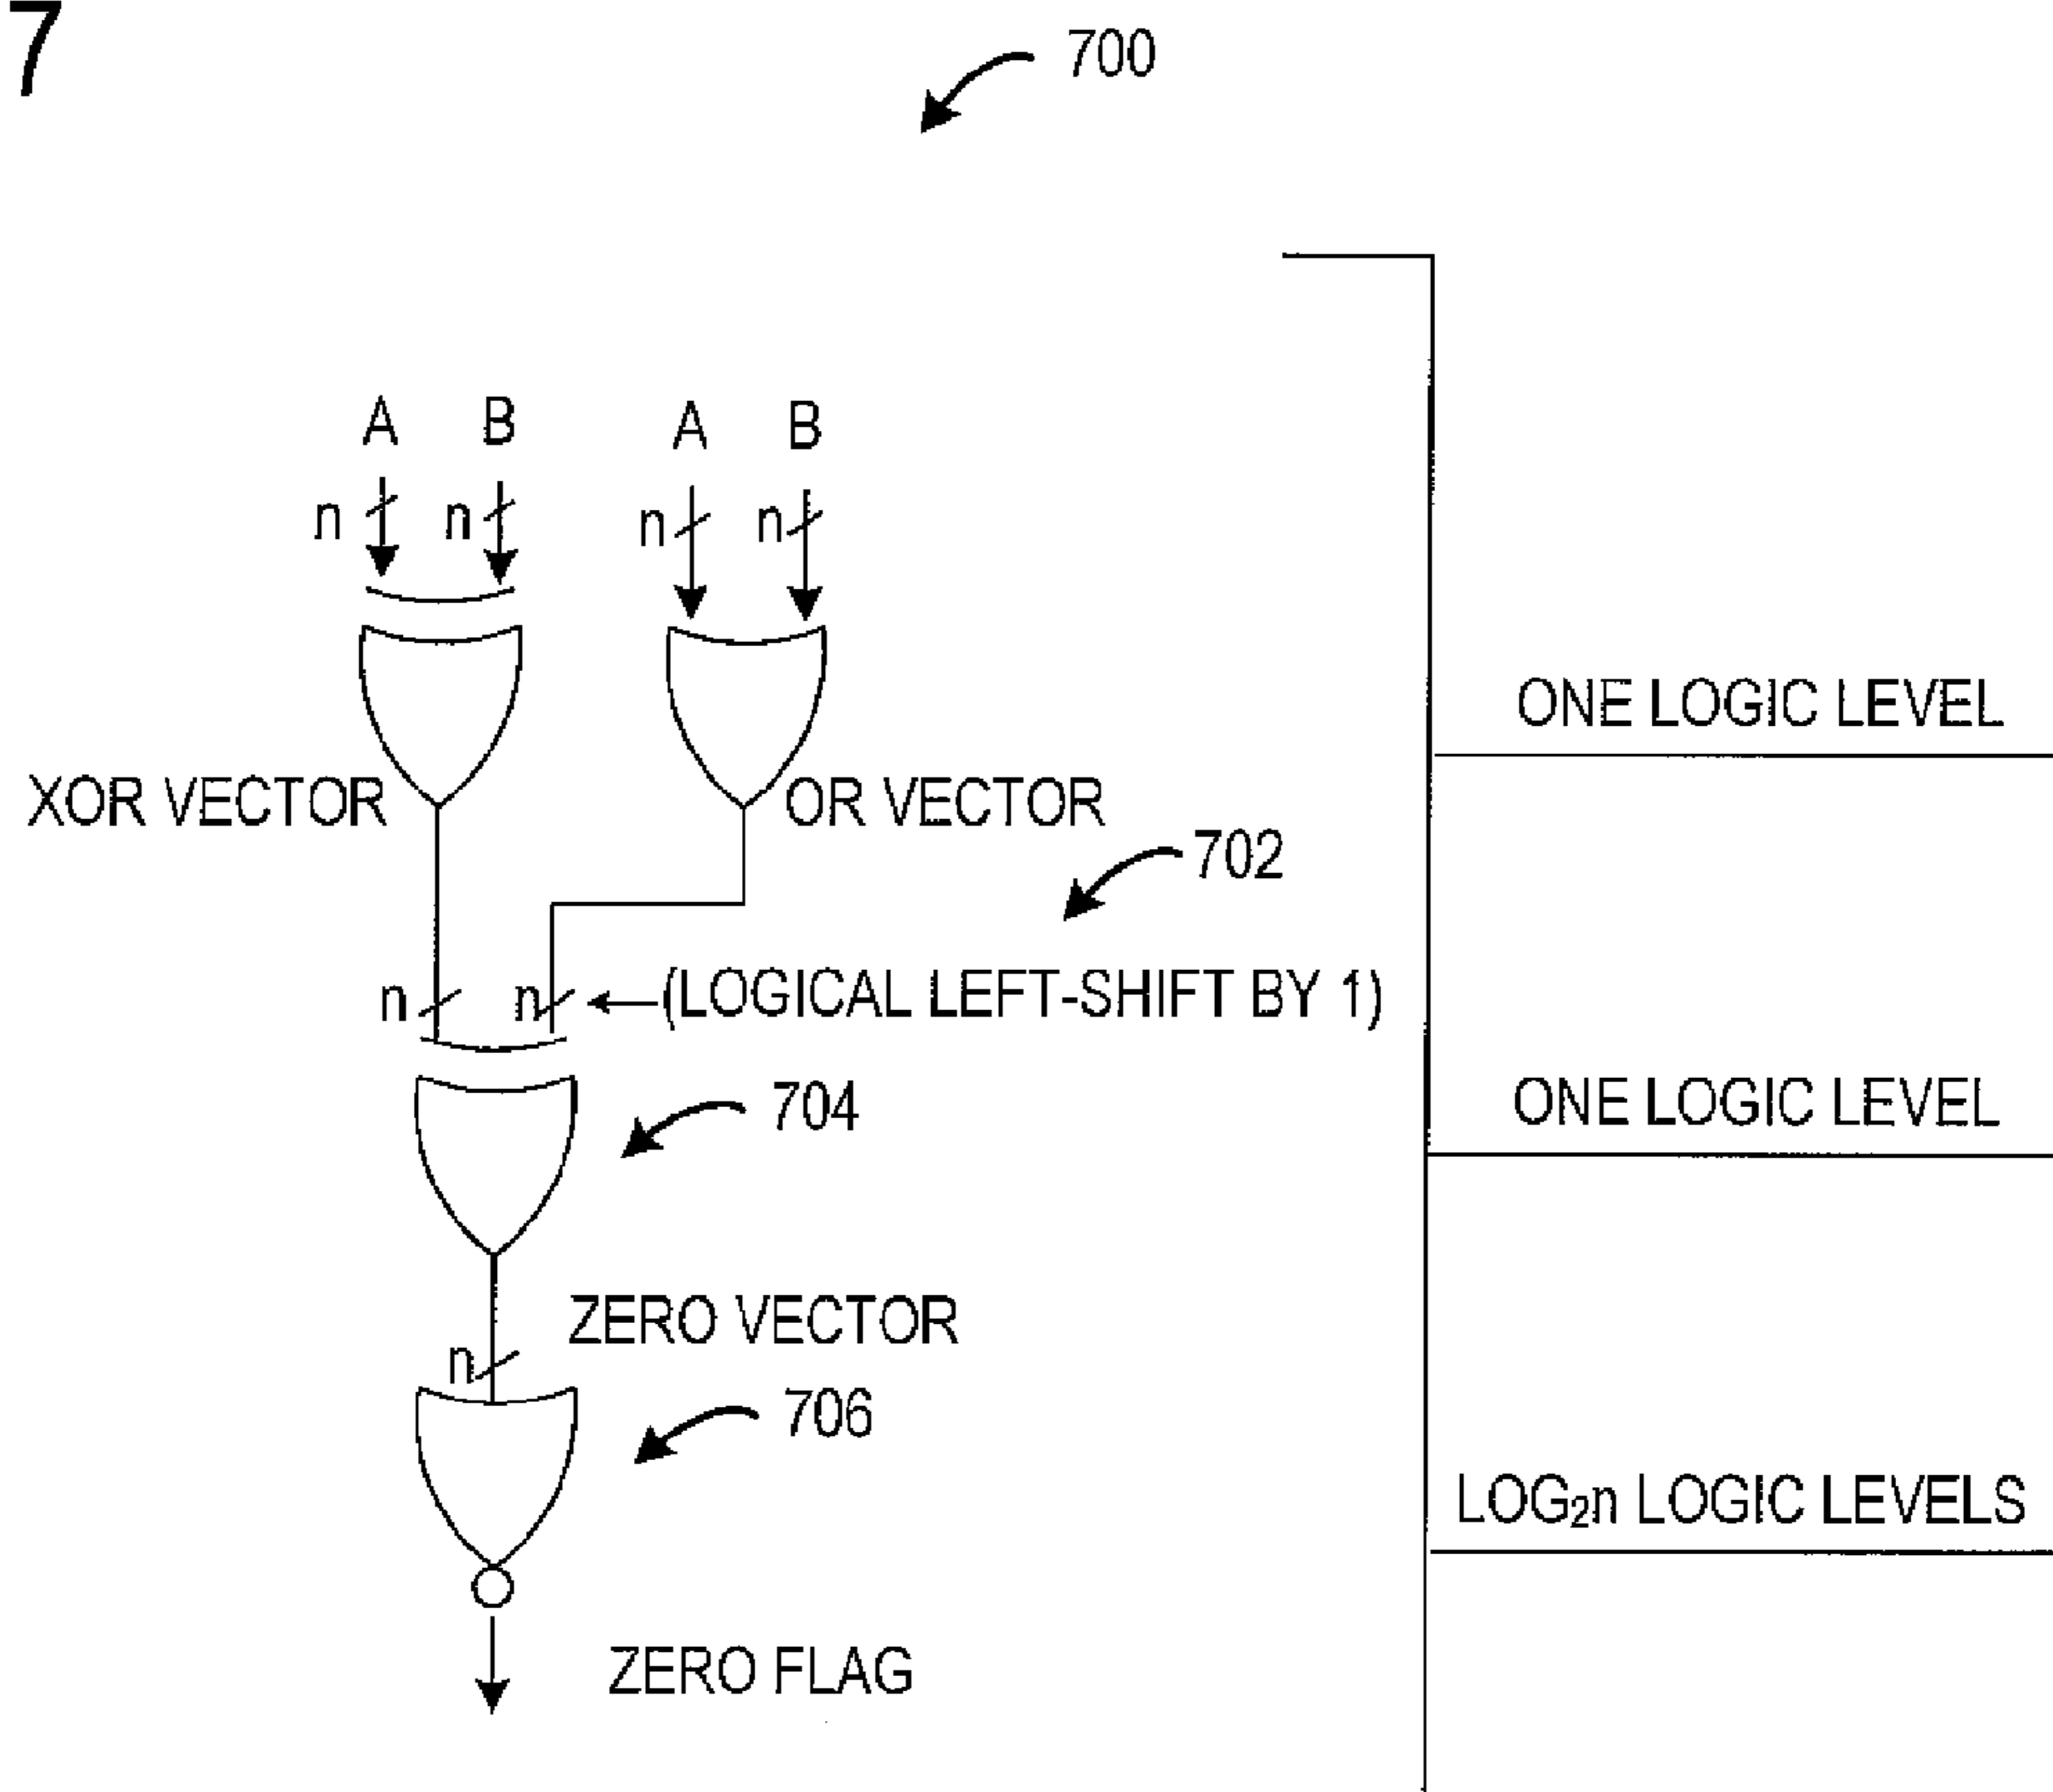 7
700
A B A B
n n n n
ONE LOGIC LEVEL
XOR VECTOR OR VECTOR
702
n n (LOGICAL LEFT-SHIFT BY 1)
704 ONE LOGIC LEVEL
ZERO VECTOR
n
706
LOG₂n LOGIC LEVELS
ZERO FLAG